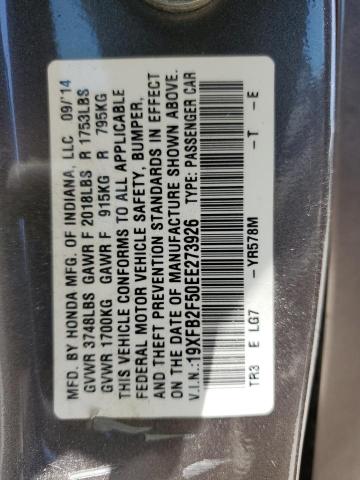 MFD. BY HONDA MFG. OF INDIANA, LLC 09/14
GVWR 3748LBS GAWR F 2018LBS R 1753LBS
GVWR 1700KG GAWR F 915KG R 795KG
THIS VEHICLE CONFORMS TO ALL APPLICABLE
FEDERAL MOTOR VEHICLE SAFETY, BUMPER,
AND THEFT PREVENTION STANDARDS IN EFFECT
ON THE DATE OF MANUFACTURE SHOWN ABOVE.
V.I.N.: 19XFB2F50EE273926 TYPE: PASSENGER CAR
TR3 E LG7 - YR578M - T - E